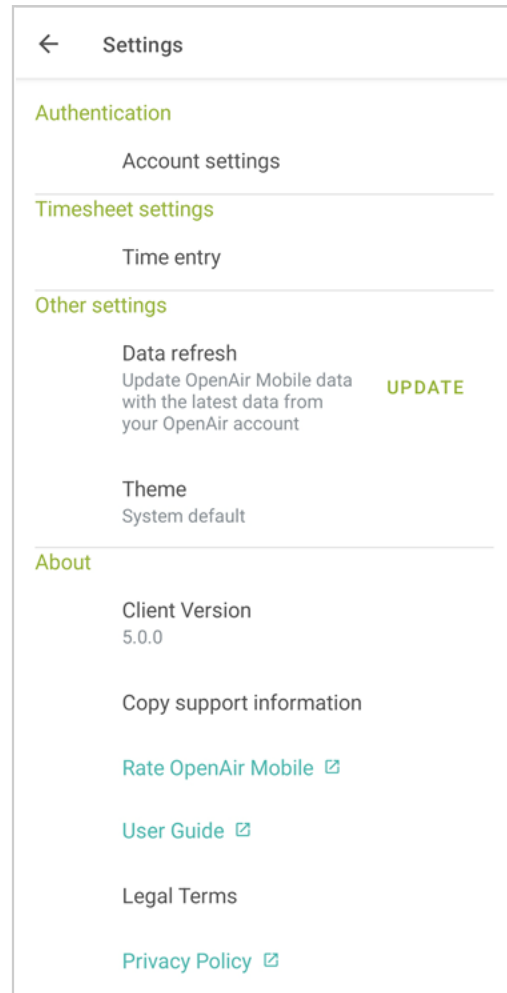 Settings
Authentication
Account settings
Timesheet settings
Time entry
Other settings
Data refresh
Update OpenAir Mobile data
with the latest data from
your OpenAir account
UPDATE
Theme
System default
About
Client Version
5.0.0
Copy support information
Rate OpenAir Mobile
User Guide
Legal Terms
Privacy Policy